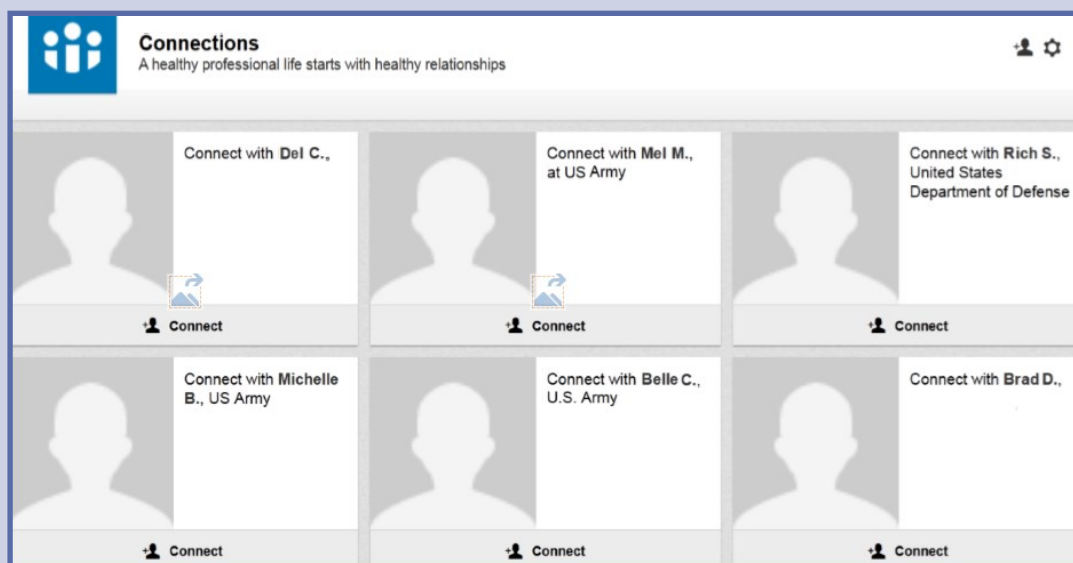 Connections
A healthy professional life starts with healthy relationships
Connect with Del C.,
Connect
Connect with Mel M.,
at US Army
Connect
Connect with Rich S.,
United States
Department of Defense
Connect
Connect with Michelle
B., US Army
Connect
Connect with Belle C.,
U.S. Army
Connect
Connect with Brad D.,
Connect